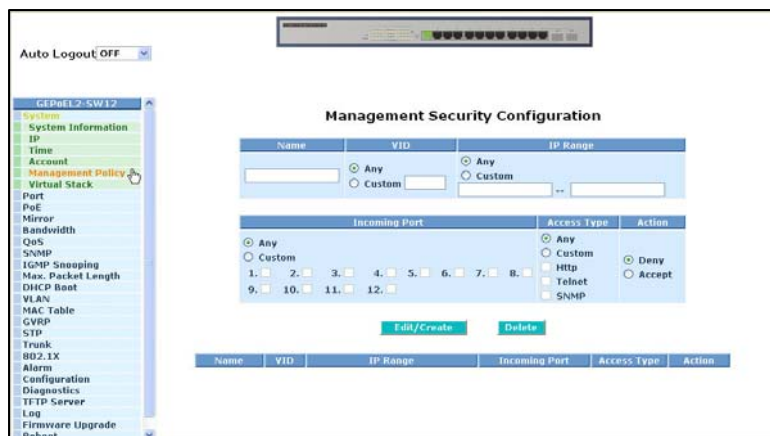 Auto Logout OFF
GEPoEL2-SW12
System
System Information
IP
Time
Account
Management Policy
Virtual Stack
Port
PoE
Mirror
Bandwidth
QoS
SNMP
IGMP Snooping
Max. Packet Length
DHCP Boot
VLAN
MAC Table
GVRP
STP
Trunk
802.1X
Alarm
Configuration
Diagnostics
TFTP Server
Log
Firmware Upgrade
Reboot
Management Security Configuration
Name VID IP Range
Any Any
Custom Custom
--
Incoming Port Access Type Action
Any Any
Custom Custom Deny
Http Accept
1. 2. 3. 4. 5. 6. 7. 8. Telnet
9. 10. 11. 12. SNMP
Edit/Create Delete
Name VID IP Range Incoming Port Access Type Action